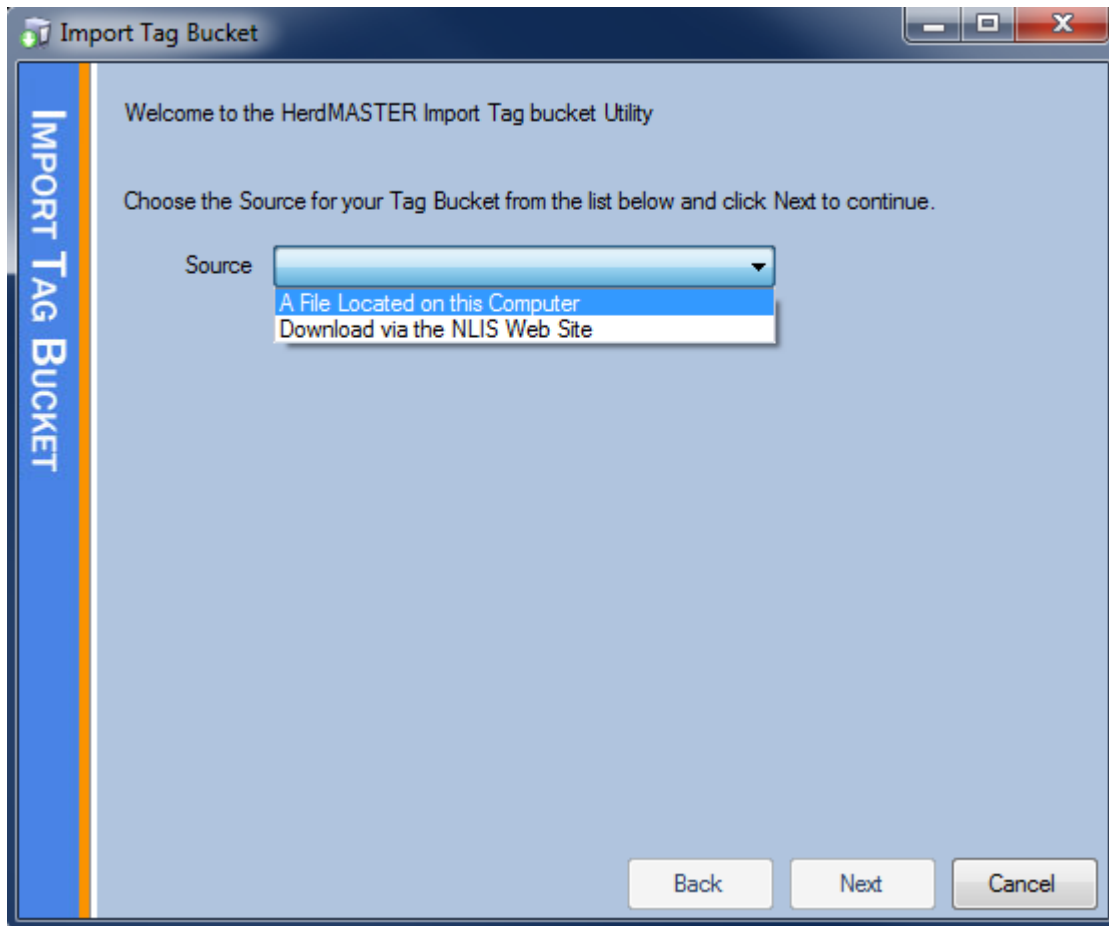 Import Tag Bucket
IMPORT TAG BUCKET
Welcome to the HerdMASTER Import Tag bucket Utility
Choose the Source for your Tag Bucket from the list below and click Next to continue.
Source
A File Located on this Computer
Download via the NLIS Web Site
Back Next Cancel